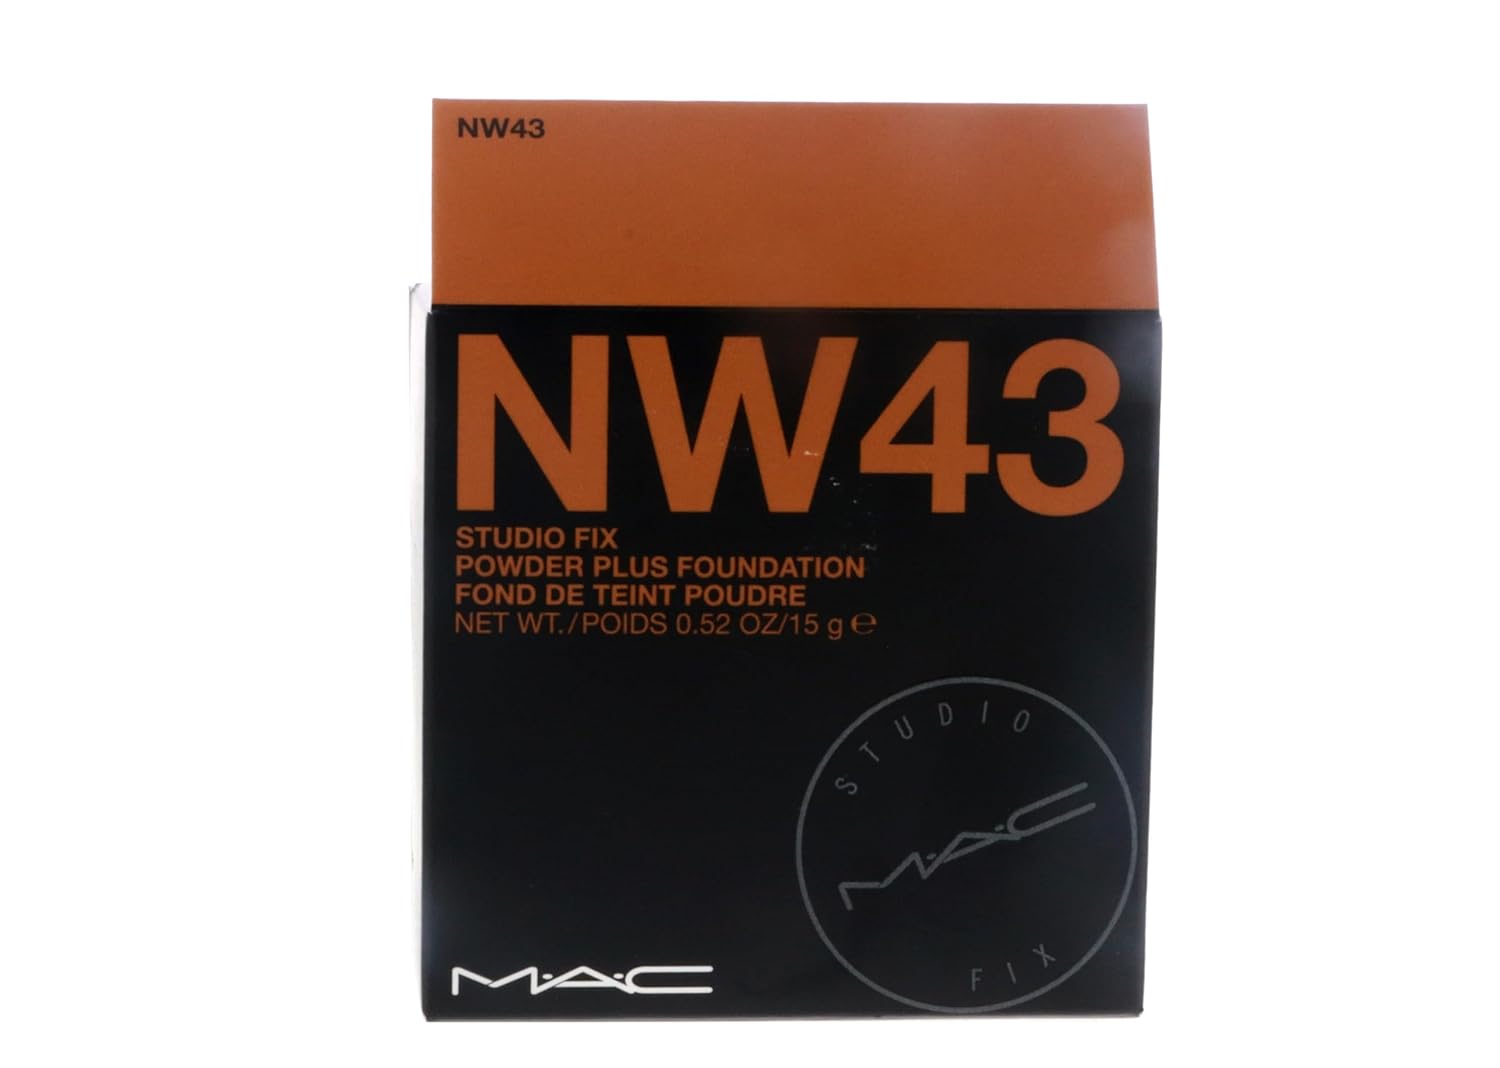 NW43
NW43
STUDIO FIX
POWDER PLUS FOUNDATION
FOND DE TEINT POUDRE
NET WT./POIDS 0.52 OZ/15 g ℮
STUDIO
M·A·C
FIX
M·A·C